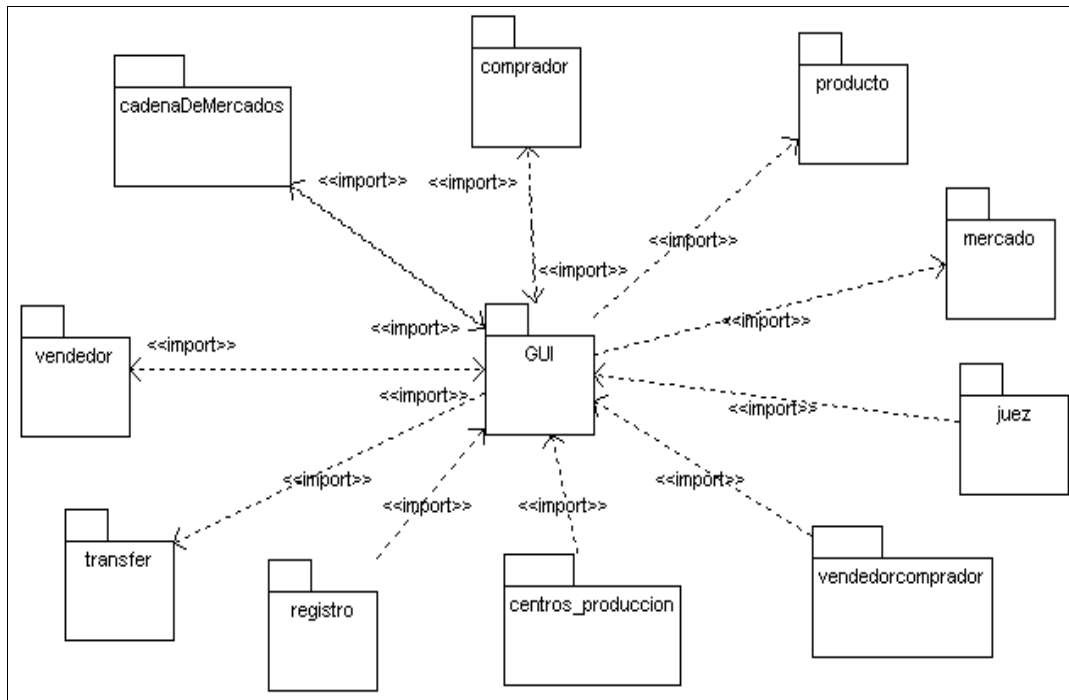 comprador
producto
cadenaDeMercados
<<import>>
<<import>>
<<import>>
mercado
<<import>>
<<import>>
<<import>>
<<import>>
vendedor
GUI
<<import>>
<<import>>
juez
<<import>>
<<import>>
<<import>>
<<import>>
transfer
vendedorcomprador
registro
centros_produccion